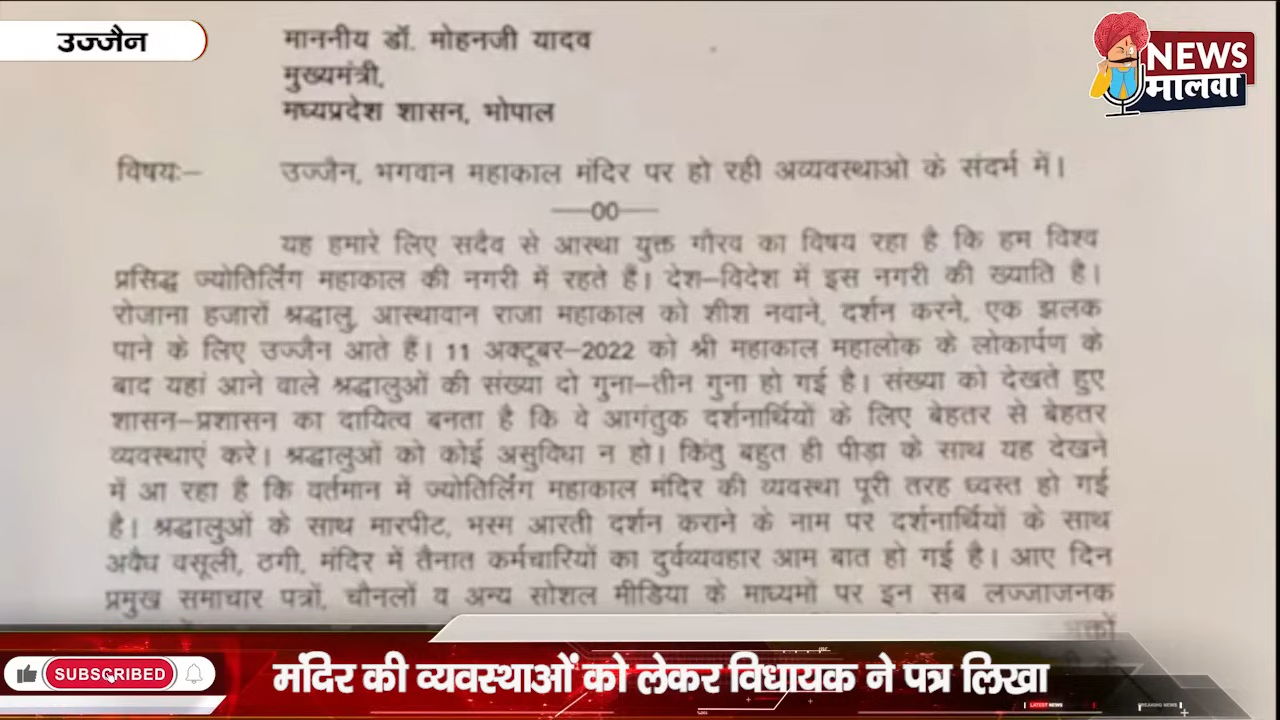 उज्जैन
माननीय डॉ. मोहनजी यादव
मुख्यमंत्री,
मध्यप्रदेश शासन, भोपाल
NEWS
मालवा
विषयः– उज्जैन, भगवान महाकाल मंदिर पर हो रही अव्यवस्थाओ के संदर्भ में।
—00—
यह हमारे लिए सदैव से आस्था युक्त गौरव का विषय रहा है कि हम विश्व
प्रसिद्ध ज्योतिर्लिंग महाकाल की नगरी में रहते हैं। देश–विदेश में इस नगरी की ख्याति है।
रोजाना हजारों श्रद्धालु, आस्थावान राजा महाकाल को शीश नवाने, दर्शन करने, एक झलक
पाने के लिए उज्जैन आते हैं। 11 अक्टूबर–2022 को श्री महाकाल महालोक के लोकार्पण के
बाद यहां आने वाले श्रद्धालुओं की संख्या दो गुना–तीन गुना हो गई है। संख्या को देखते हुए
शासन–प्रशासन का दायित्व बनता है कि वे आगंतुक दर्शनार्थियों के लिए बेहतर से बेहतर
व्यवस्थाएं करे। श्रद्धालुओं को कोई असुविधा न हो। किंतु बहुत ही पीड़ा के साथ यह देखने
में आ रहा है कि वर्तमान में ज्योतिर्लिंग महाकाल मंदिर की व्यवस्था पूरी तरह ध्वस्त हो गई
है। श्रद्धालुओं के साथ मारपीट, भस्म आरती दर्शन कराने के नाम पर दर्शनार्थियों के साथ
अवैध वसूली, ठगी, मंदिर में तैनात कर्मचारियों का दुर्वव्यवहार आम बात हो गई है। आए दिन
प्रमुख समाचार पत्रों, चौनलों व अन्य सोशल मीडिया के माध्यमों पर इन सब लज्जाजनक
SUBSCRIBED
मंदिर की व्यवस्थाओं को लेकर विधायक ने पत्र लिखा
LATEST NEWS
BREAKING NEWS